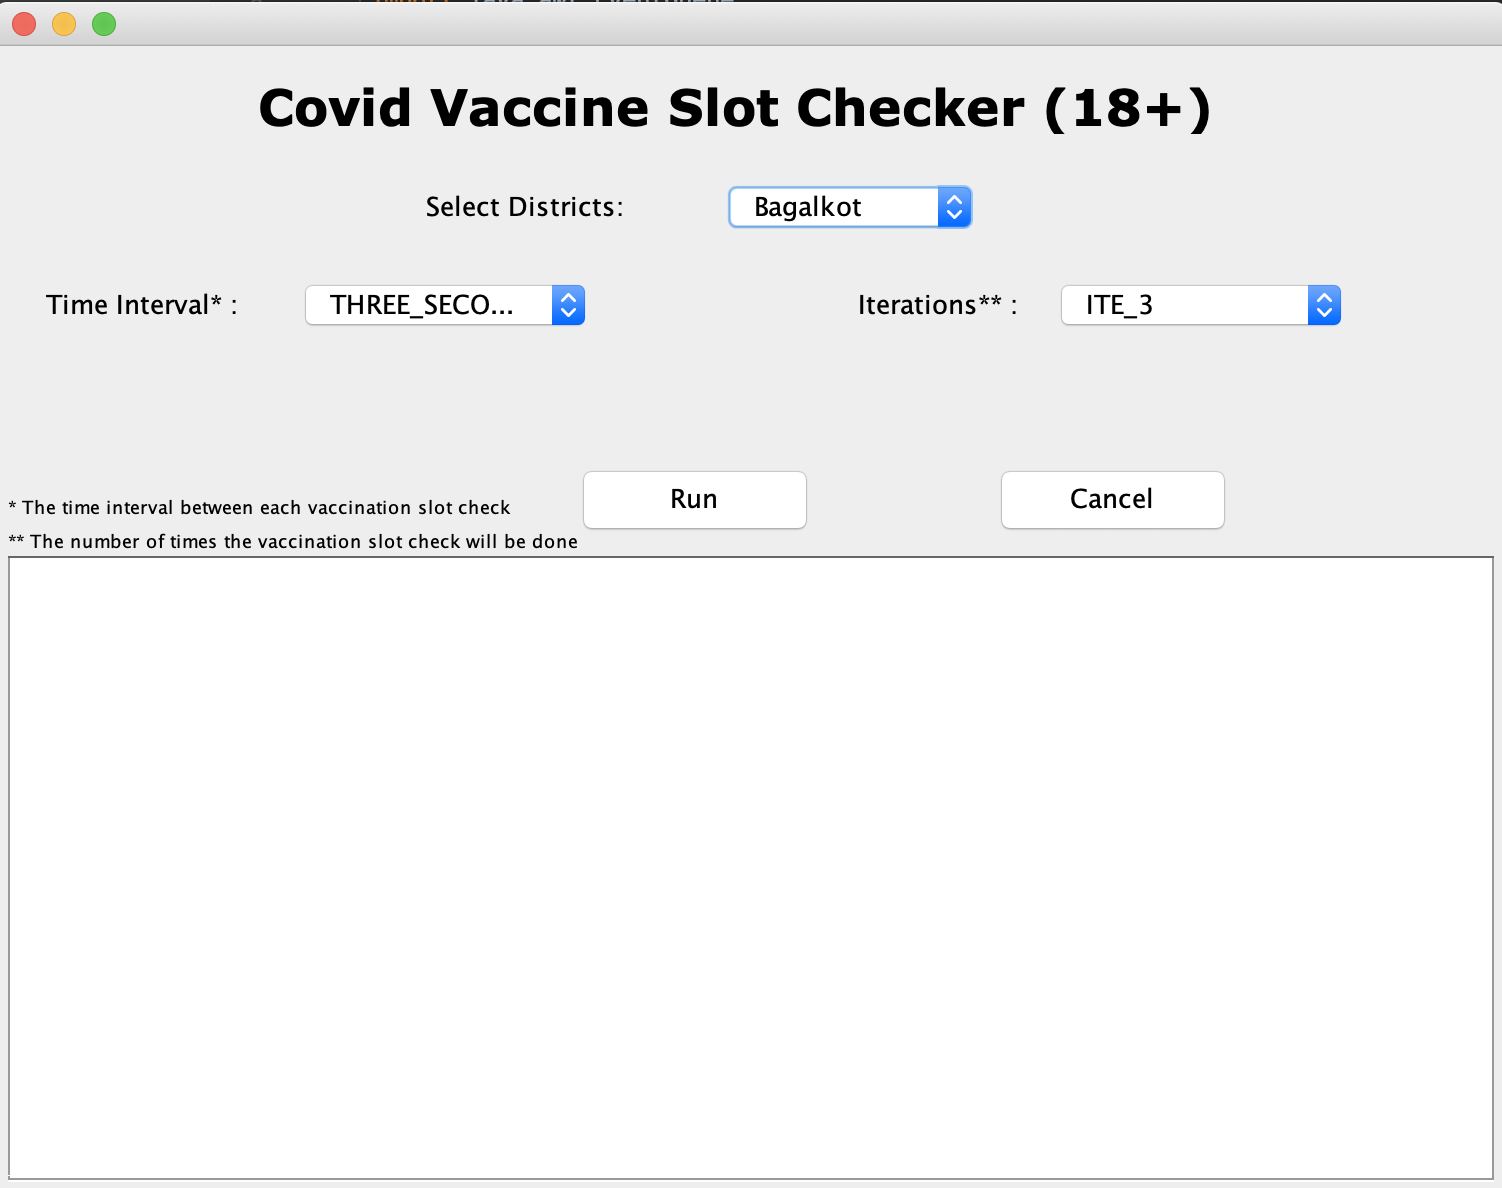 Covid Vaccine Slot Checker (18+)
Select Districts: Bagalkot
Time Interval* : THREE_SECO... Iterations** : ITE_3
Run Cancel
* The time interval between each vaccination slot check
** The number of times the vaccination slot check will be done